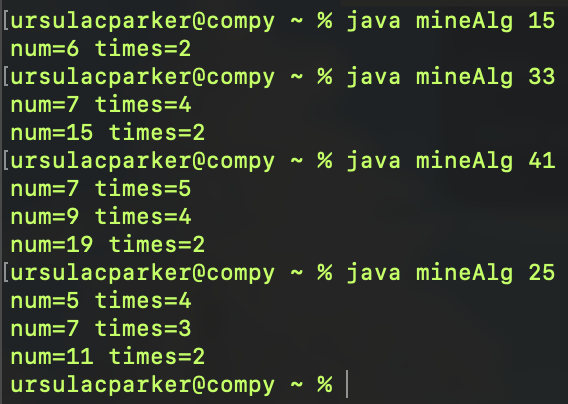 [ursulacparker@compy ~ % java mineAlg 15
num=6 times=2
[ursulacparker@compy ~ % java mineAlg 33
num=7 times=4
num=15 times=2
[ursulacparker@compy ~ % java mineAlg 41
num=7 times=5
num=9 times=4
num=19 times=2
[ursulacparker@compy ~ % java mineAlg 25
num=5 times=4
num=7 times=3
num=11 times=2
ursulacparker@compy ~ %